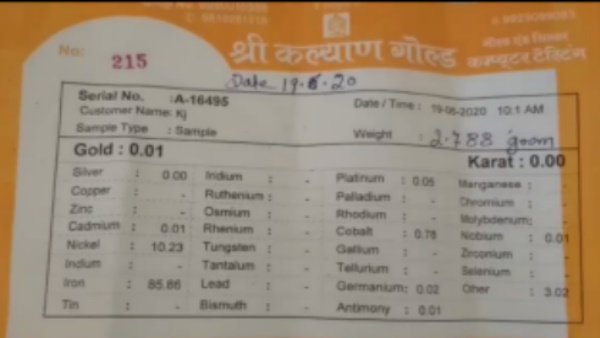 No: 215
श्री कल्याण गोल्ड
गोल्ड एंड सिल्वर
कम्प्यूटर टेस्टिंग
Date 19.6.20
Serial No. : A-16495
Date / Time : 19-06-2020 10:1 AM
Customer Name: Kj
Sample Type : Sample
Weight : 2.788 gram
Gold : 0.01 Karat : 0.00
Silver : 0.00 Iridium : - Platinum : 0.05 Manganese : -
Copper : - Ruthenium : - Palladium : - Chromium : -
Zinc : - Osmium : - Rhodium : - Molybdenum: -
Cadmium : 0.01 Rhenium : - Cobalt : 0.78 Niobium : 0.01
Nickel : 10.23 Tungsten : - Gallium : - Zirconium : -
Indium : - Tantalum : - Tellurium : - Selenium : -
Iron : 85.86 Lead : - Germanium: 0.02 Other : 3.02
Tin : - Bismuth : - Antimony : 0.01